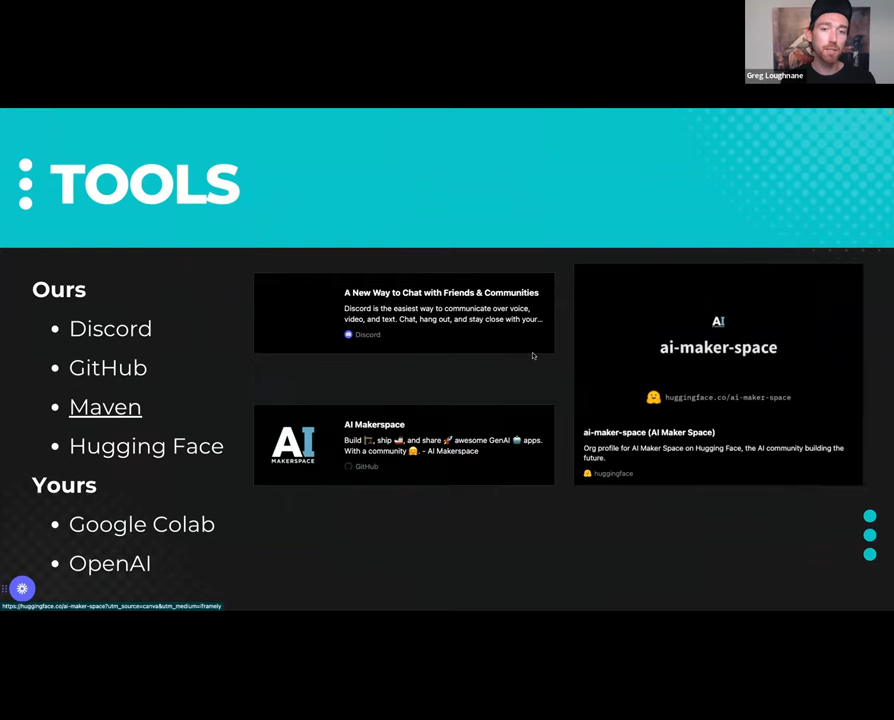 Greg Loughnane
TOOLS
Ours
• Discord
• GitHub
• Maven
• Hugging Face
Yours
• Google Colab
• OpenAI
A New Way to Chat with Friends & Communities
Discord is the easiest way to communicate over voice,
video, and text. Chat, hang out, and stay close with your...
Discord
AI
MAKERSPACE
AI Makerspace
Build 🏗️, ship 🚢, and share 🚀 awesome GenAI 🤖 apps.
With a community 🤗. - AI Makerspace
GitHub
AI
ai-maker-space
🤗 huggingface.co/ai-maker-space
ai-maker-space (AI Maker Space)
Org profile for AI Maker Space on Hugging Face, the AI community building the
future.
🤗 huggingface
https://huggingface.co/ai-maker-space?utm_source=canva&utm_medium=iframely